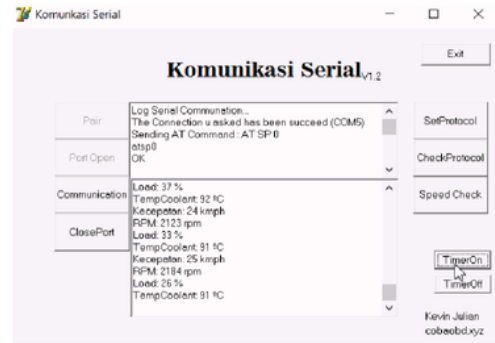 Komunikasi Serial
Exit
Komunikasi Serial V1.2
Pair
Port Open
Communication
ClosePort
Log Serial Communation...
The Connection u asked has been succeed (COM5)
Sending AT Command : AT SP 0
atsp0
OK
Load: 37 %
TempCoolant: 92 ºC
Kecepatan: 24 kmph
RPM: 2123 rpm
Load: 33 %
TempCoolant: 91 ºC
Kecepatan: 25 kmph
RPM: 2184 rpm
Load: 26 %
TempCoolant: 91 ºC
SetProtocol
CheckProtocol
Speed Check
TimerOn
TimerOff
Kevin Julian
cobaobd.xyz